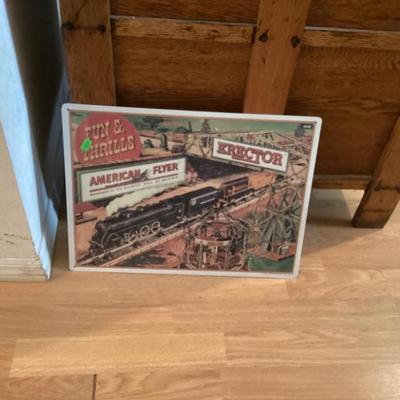 FUN &
THRILLS
AMERICAN FLYER
ERECTOR